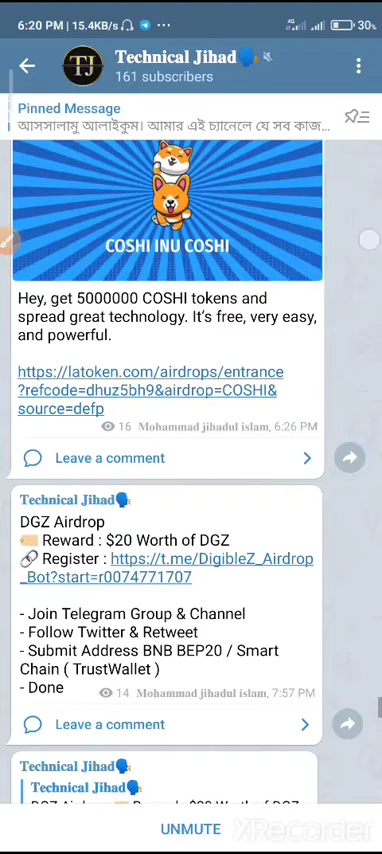 6:20 PM | 15.4KB/s
4G
30%
TJ
Technical Jihad🗣
161 subscribers
Pinned Message
আসসালামু আলাইকুম। আমার এই চ্যানেলে যে সব কাজ...
COSHI INU COSHI
Hey, get 5000000 COSHI tokens and
spread great technology. It’s free, very easy,
and powerful.
https://latoken.com/airdrops/entrance
?refcode=dhuz5bh9&airdrop=COSHI&
source=defp
16 Mohammad jihadul islam, 6:26 PM
Leave a comment
Technical Jihad🗣
DGZ Airdrop
🎫 Reward : $20 Worth of DGZ
🔗 Register : https://t.me/DigibleZ_Airdrop
_Bot?start=r0074771707
- Join Telegram Group & Channel
- Follow Twitter & Retweet
- Submit Address BNB BEP20 / Smart
Chain ( TrustWallet )
- Done
14 Mohammad jihadul islam, 7:57 PM
Leave a comment
Technical Jihad🗣
Technical Jihad🗣
UNMUTE
XRecorder